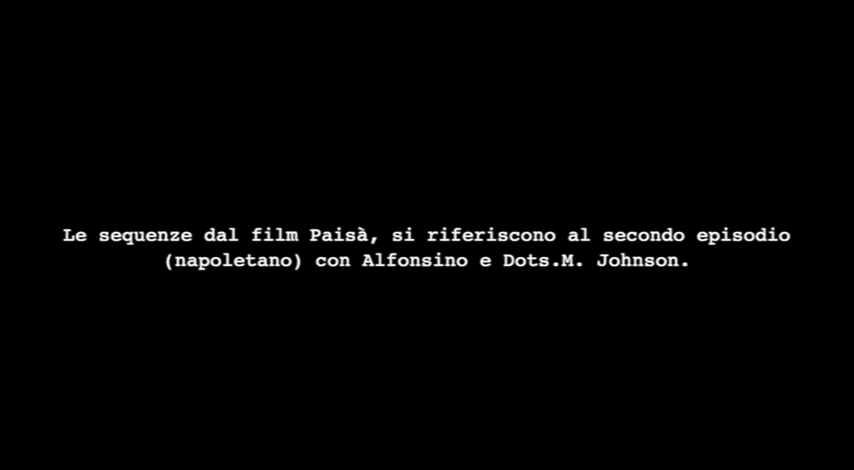 Le sequenze dal film Paisà, si riferiscono al secondo episodio
(napoletano) con Alfonsino e Dots.M. Johnson.